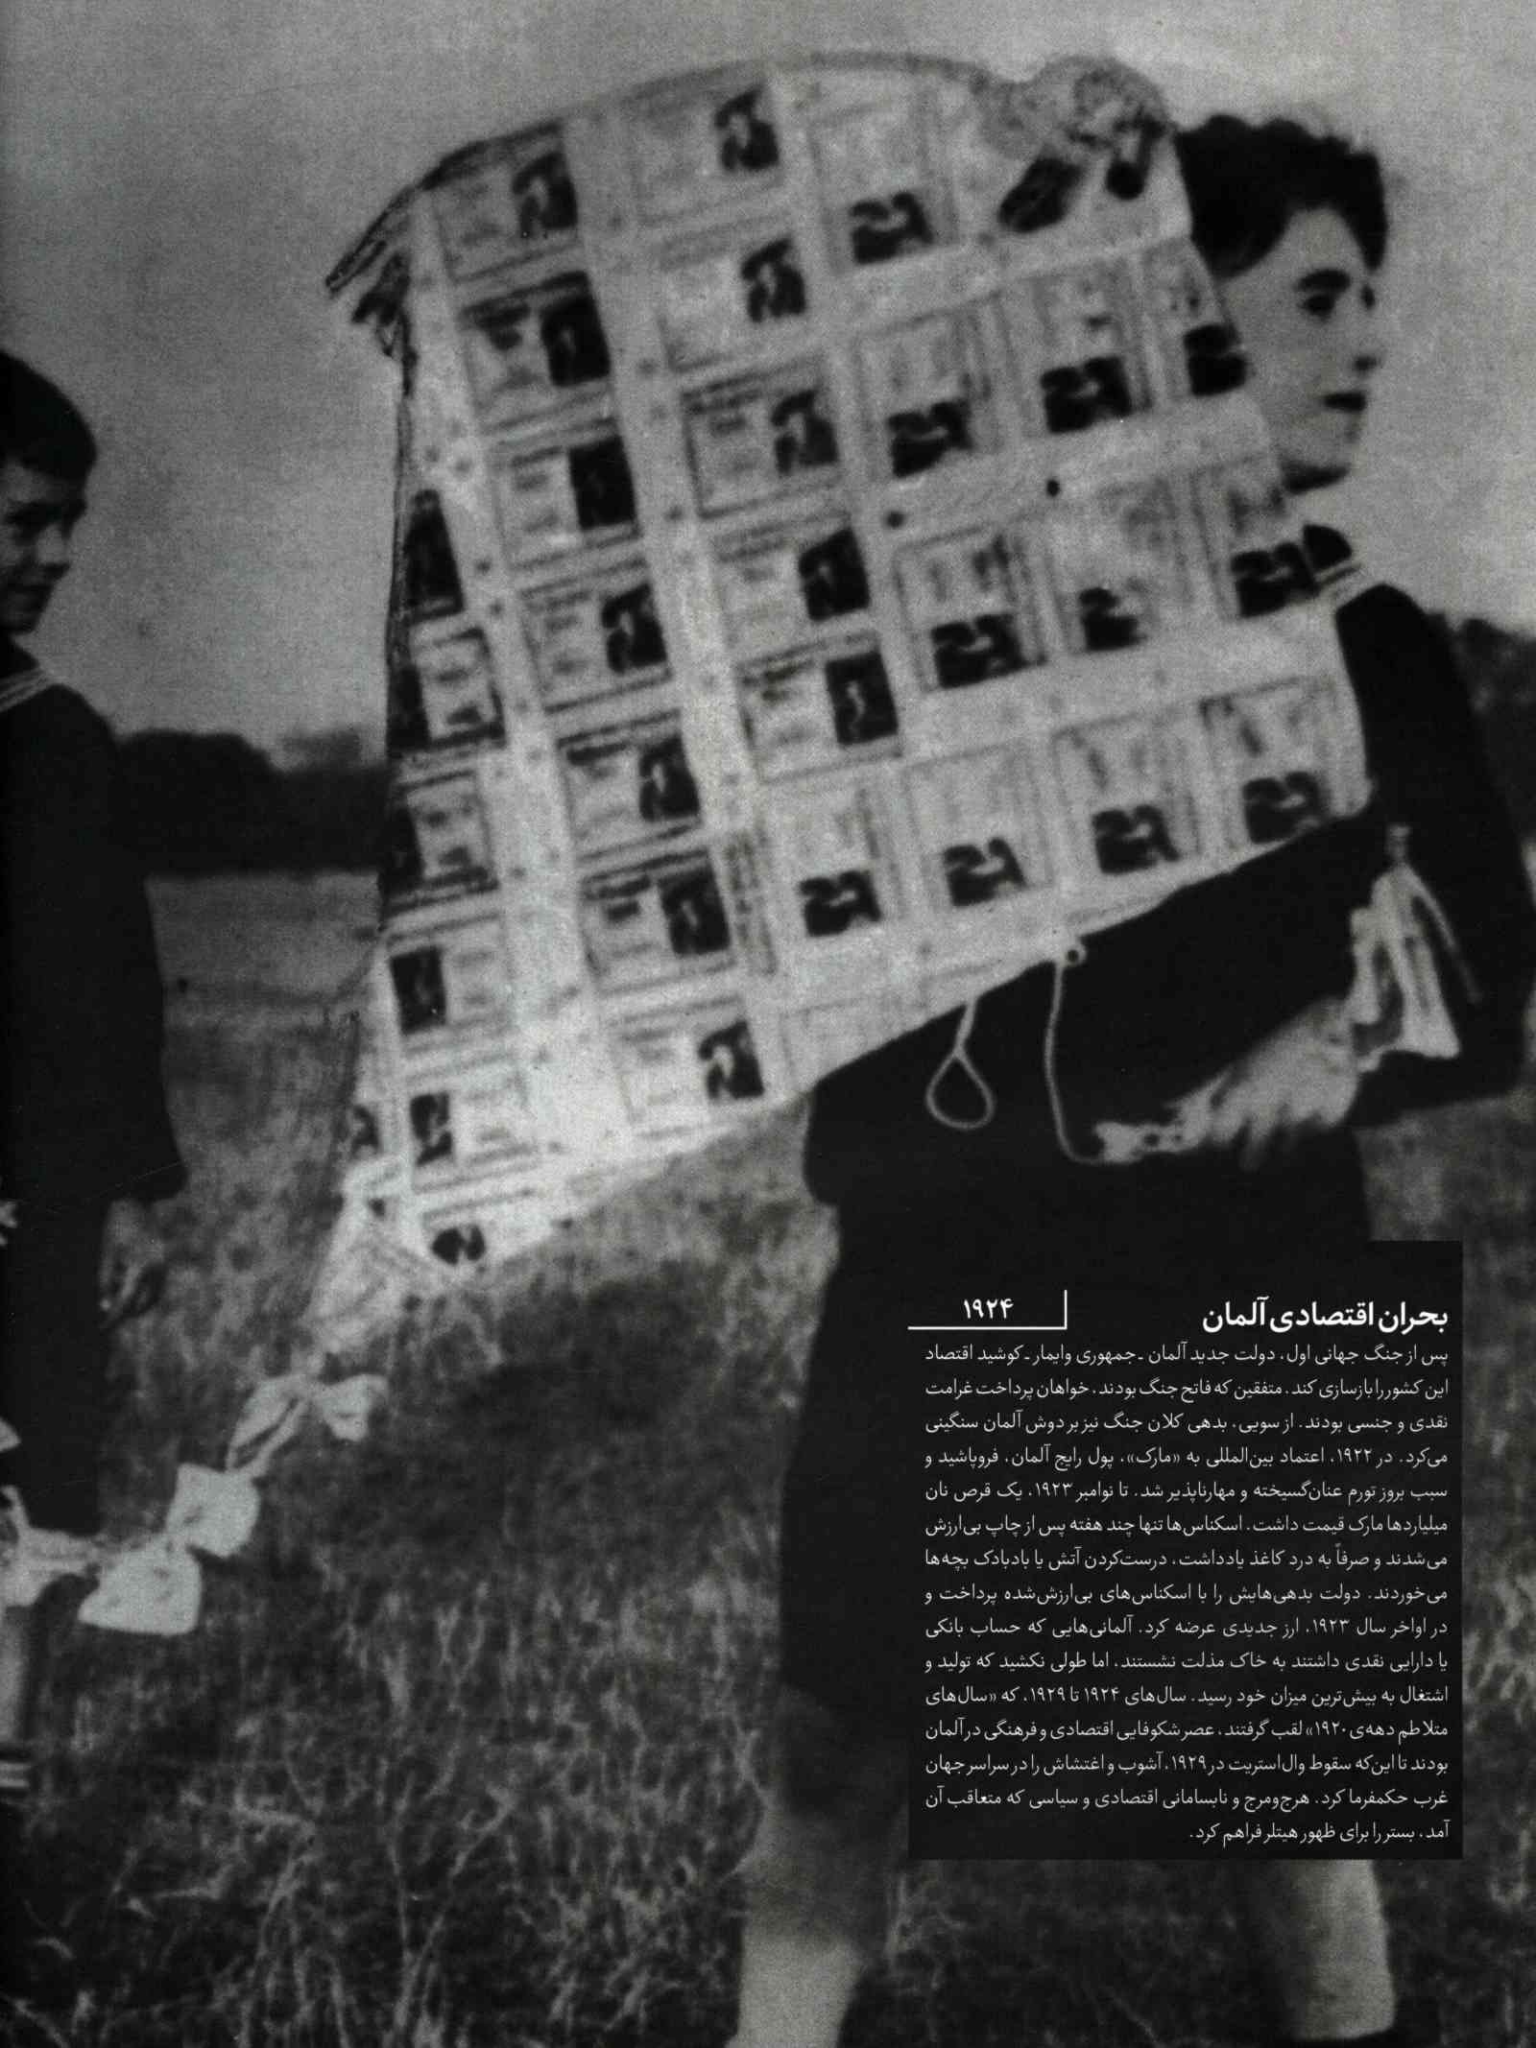 بحران اقتصادی آلمان
۱۹۲۴
پس از جنگ جهانی اول، دولت جدید آلمان ـ جمهوری وایمار ـ کوشید اقتصاد
این کشور را بازسازی کند. متفقین که فاتح جنگ بودند، خواهان پرداخت غرامت
نقدی و جنسی بودند. از سویی، بدهی کلان جنگ نیز بر دوش آلمان سنگینی
می‌کرد. در ۱۹۲۲، اعتماد بین‌المللی به «مارک»، پول رایج آلمان، فروپاشید و
سبب بروز تورم عنان‌گسیخته و مهارناپذیر شد. تا نوامبر ۱۹۲۳، یک قرص نان
میلیاردها مارک قیمت داشت. اسکناس‌ها تنها چند هفته پس از چاپ بی‌ارزش
می‌شدند و صرفاً به درد کاغذ یادداشت، درست‌کردن آتش یا بادبادک بچه‌ها
می‌خوردند. دولت بدهی‌هایش را با اسکناس‌های بی‌ارزش‌شده پرداخت و
در اواخر سال ۱۹۲۳، ارز جدیدی عرضه کرد. آلمانی‌هایی که حساب بانکی
یا دارایی نقدی داشتند به خاک مذلت نشستند، اما طولی نکشید که تولید و
اشتغال به بیش‌ترین میزان خود رسید. سال‌های ۱۹۲۴ تا ۱۹۲۹، که «سال‌های
متلاطم دهه‌ی ۱۹۲۰» لقب گرفتند، عصر شکوفایی اقتصادی و فرهنگی در آلمان
بودند تا این‌که سقوط وال‌استریت در ۱۹۲۹، آشوب و اغتشاش را در سراسر جهان
غرب حکمفرما کرد. هرج‌ومرج و نابسامانی اقتصادی و سیاسی که متعاقب آن
آمد، بستر را برای ظهور هیتلر فراهم کرد.